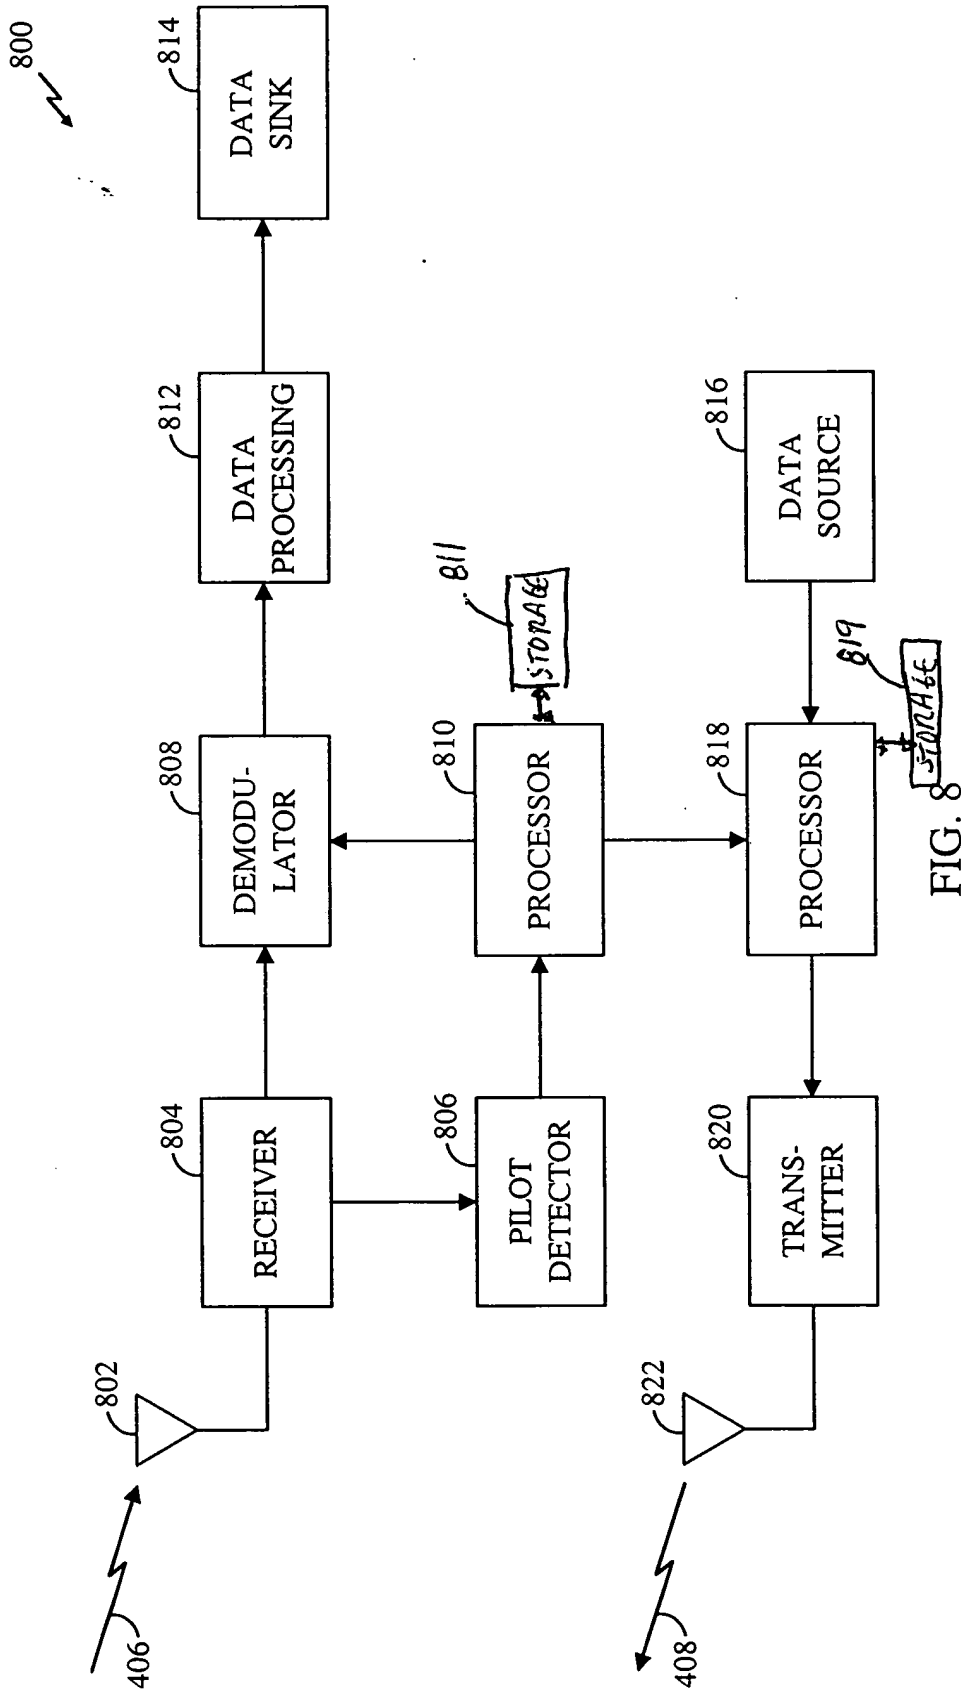 800
406
802
804
RECEIVER
808
DEMODU-
LATOR
812
DATA
PROCESSING
814
DATA
SINK
806
PILOT
DETECTOR
810
PROCESSOR
811
STORAGE
408
822
820
TRANS-
MITTER
818
PROCESSOR
816
DATA
SOURCE
819
STORAGE
FIG. 8